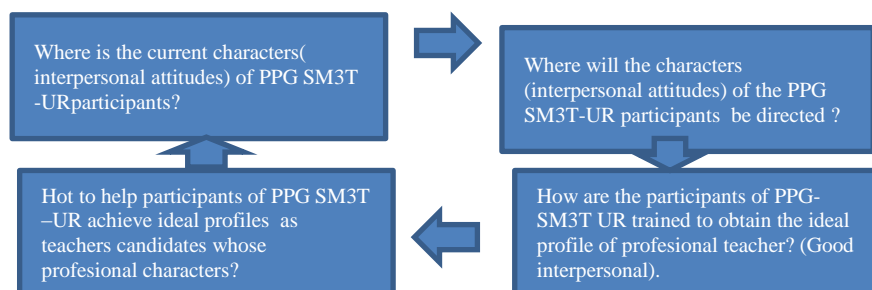 Where is the current characters(
interpersonal attitudes) of PPG SM3T
-URparticipants?
Where will the characters
(interpersonal attitudes) of the PPG
SM3T-UR participants be directed ?
Hot to help participants of PPG SM3T
–UR achieve ideal profiles as
teachers candidates whose
profesional characters?
How are the participants of PPG-
SM3T UR trained to obtain the ideal
profile of profesional teacher? (Good
interpersonal).